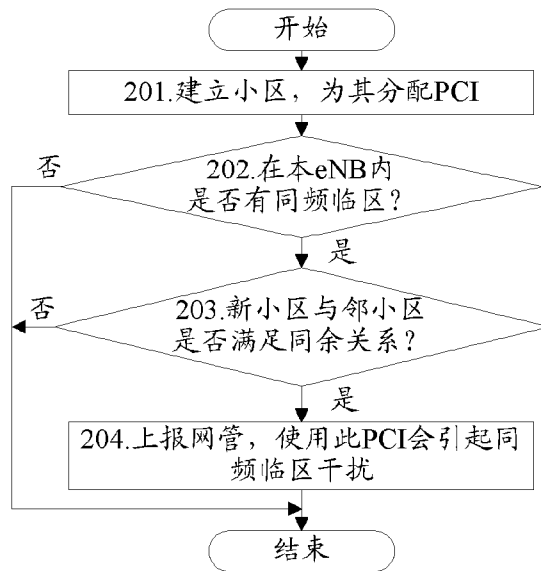 开始
201.建立小区，为其分配PCI
否
202.在本eNB内
是否有同频临区？
是
否
203.新小区与邻小区
是否满足同余关系？
是
204.上报网管，使用此PCI会引起同
频临区干扰
结束